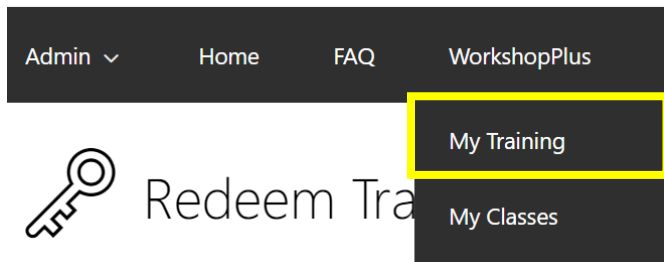 Admin Home FAQ WorkshopPlus
My Training
Redeem Tra
My Classes